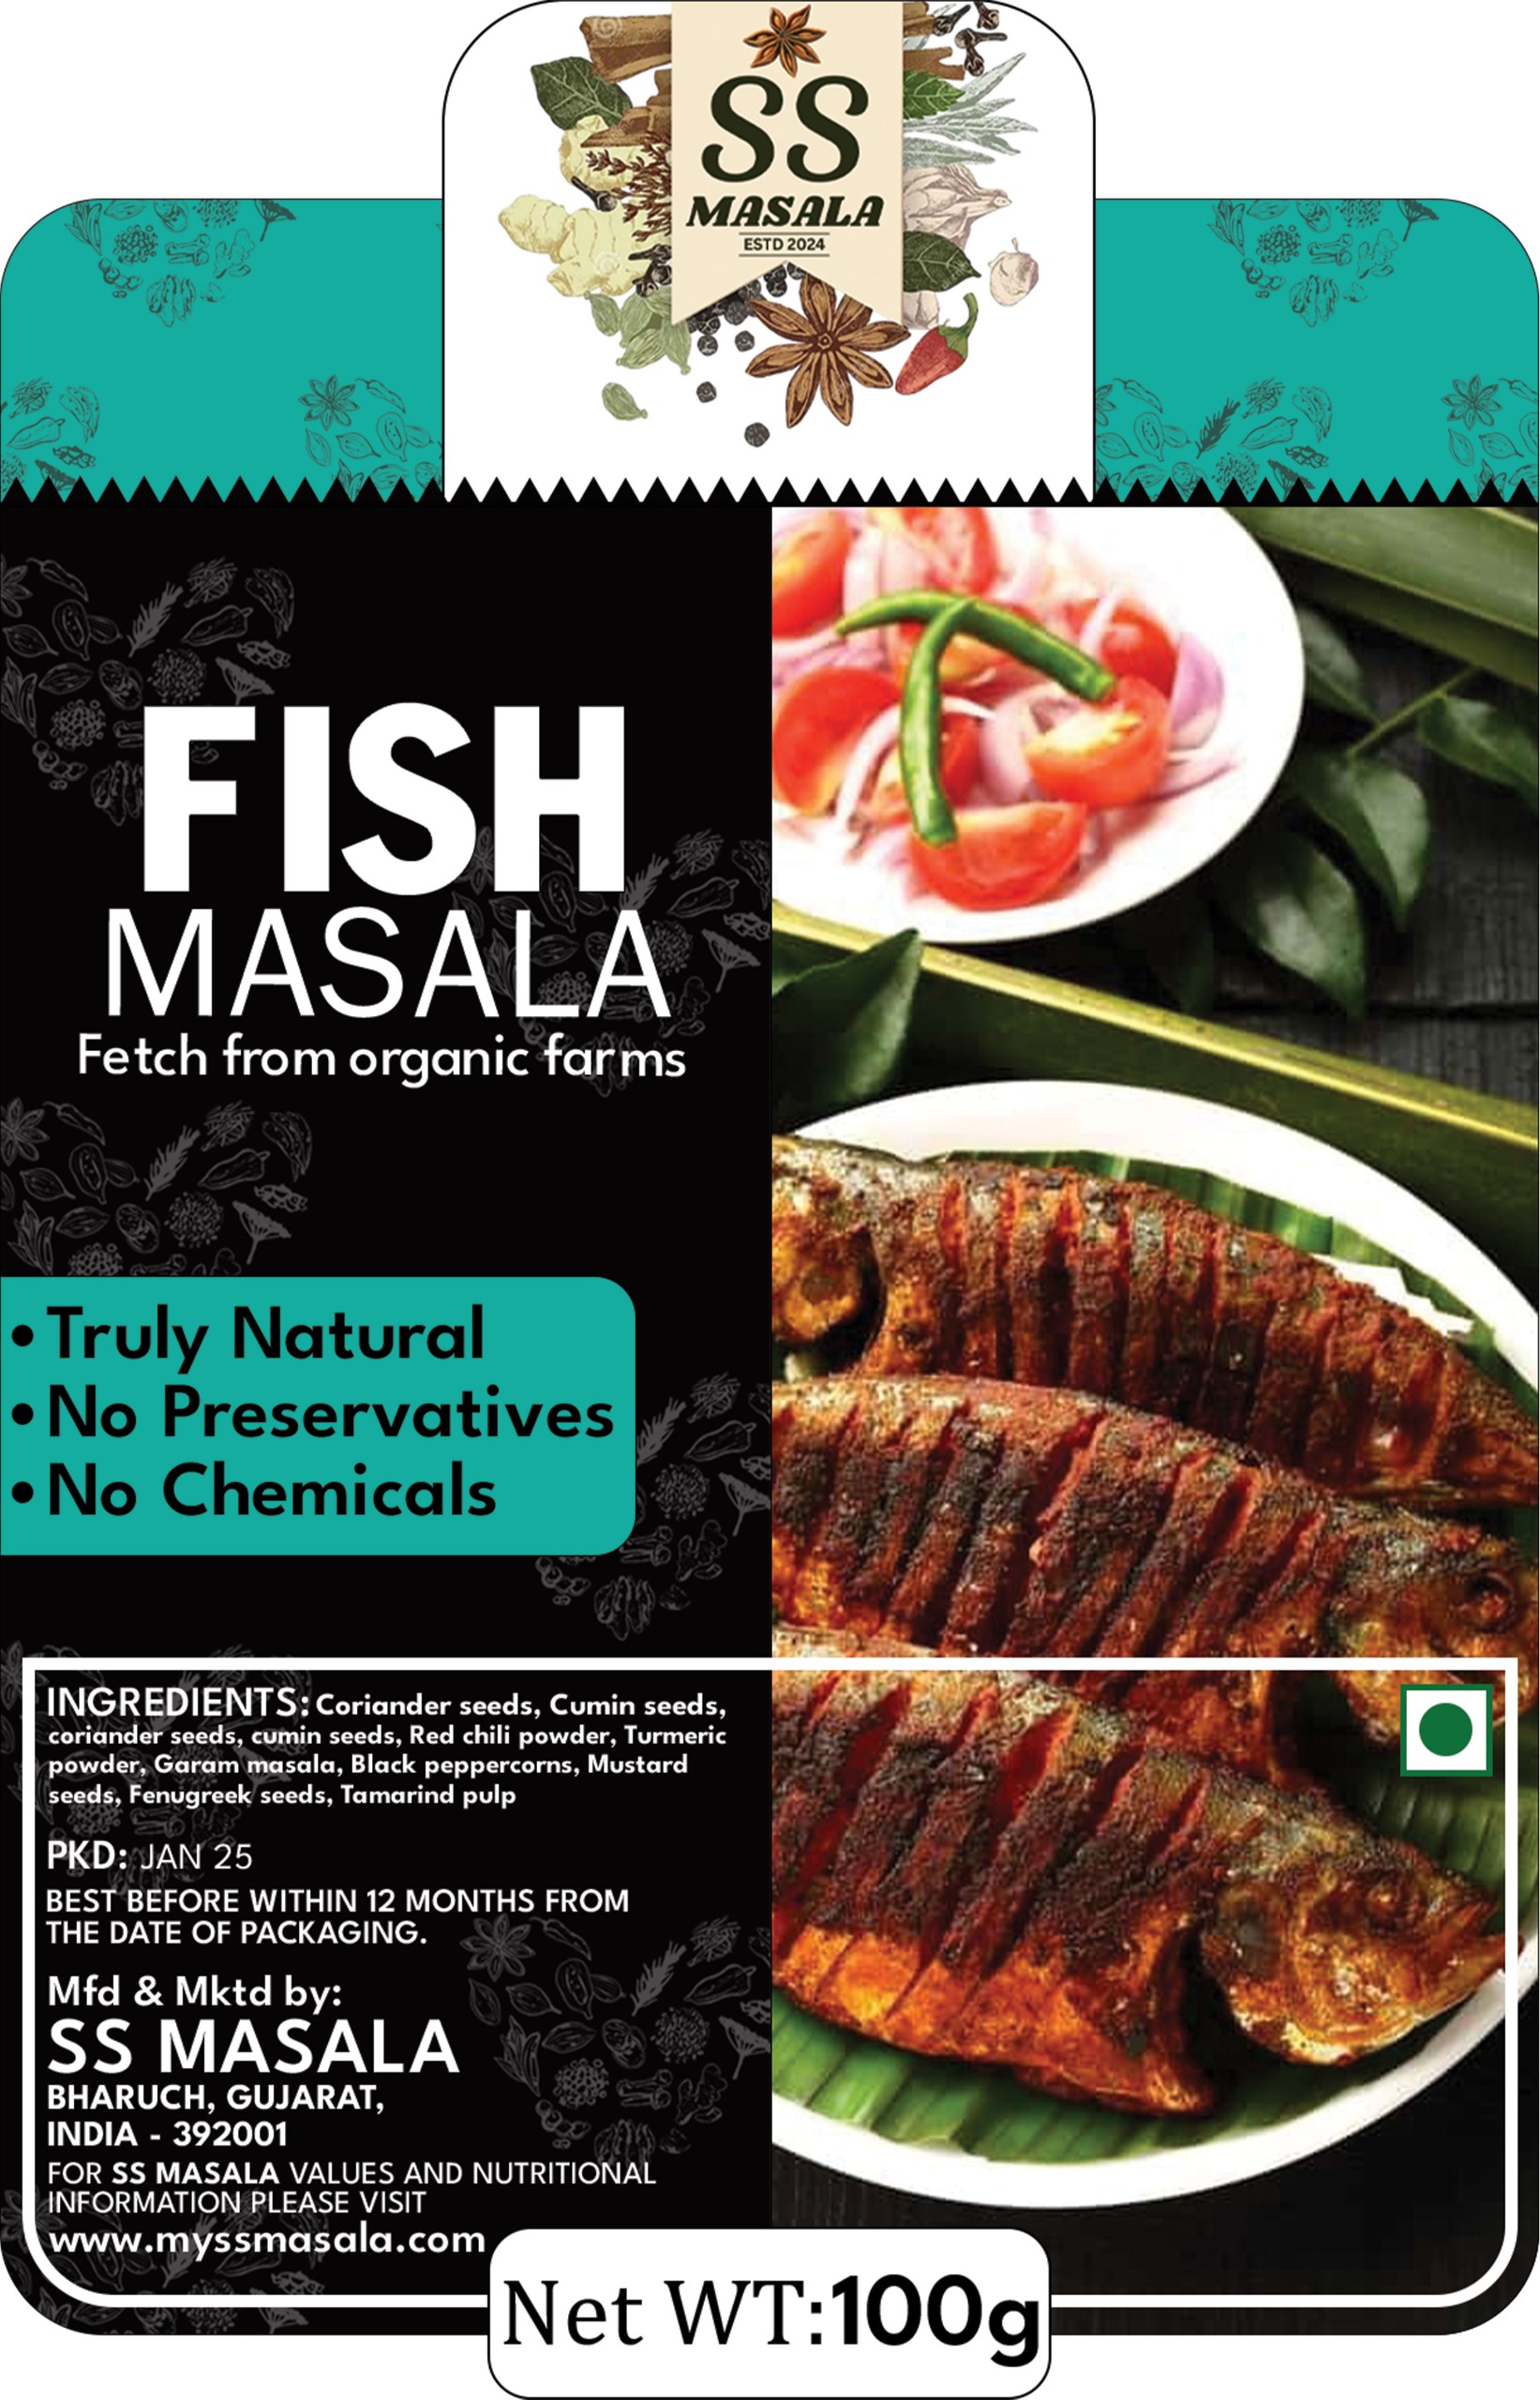 SS
MASALA
ESTD 2024
FISH
MASALA
Fetch from organic farms
• Truly Natural
• No Preservatives
• No Chemicals
INGREDIENTS: Coriander seeds, Cumin seeds,
coriander seeds, cumin seeds, Red chili powder, Turmeric
powder, Garam masala, Black peppercorns, Mustard
seeds, Fenugreek seeds, Tamarind pulp
PKD: JAN 25
BEST BEFORE WITHIN 12 MONTHS FROM
THE DATE OF PACKAGING.
Mfd & Mktd by:
SS MASALA
BHARUCH, GUJARAT,
INDIA - 392001
FOR SS MASALA VALUES AND NUTRITIONAL
INFORMATION PLEASE VISIT
www.myssmasala.com
Net WT:100g